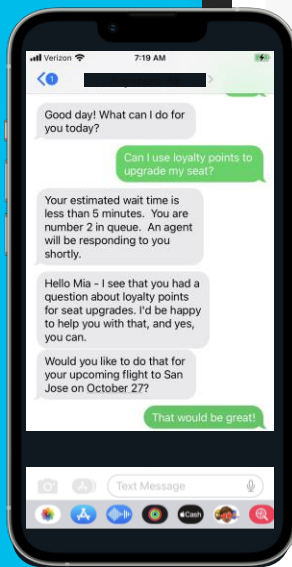 Verizon
7:19 AM
1
Good day! What can I do for
you today?
Can I use loyalty points to
upgrade my seat?
Your estimated wait time is
less than 5 minutes. You are
number 2 in queue. An agent
will be responding to you
shortly.
Hello Mia - I see that you had a
question about loyalty points
for seat upgrades. I'd be happy
to help you with that, and yes,
you can.
Would you like to do that for
your upcoming flight to San
Jose on October 27?
That would be great!
Text Message
Cash